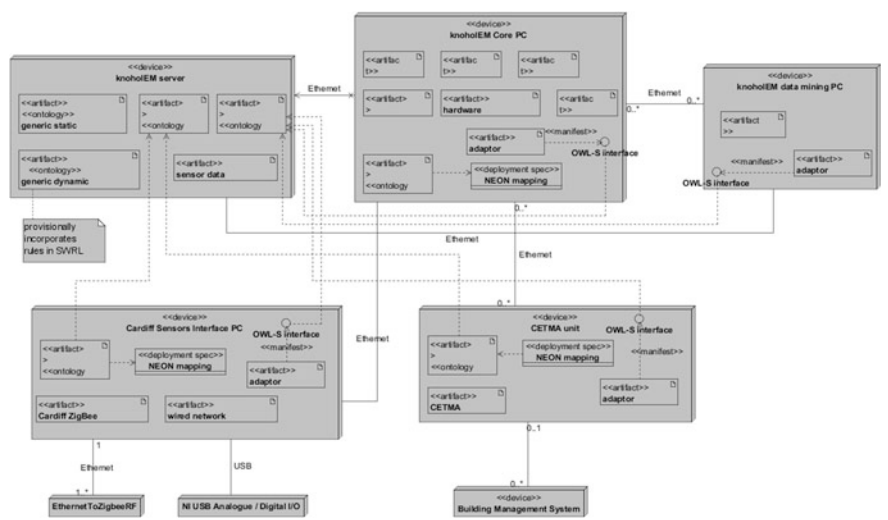 <<device>>
knoholEM server
<<artifact>>
<<ontology>>
generic static
<<artifact>>
>
<<ontology
<<artifact>>
>
<<ontology
<<artifact>>
<<ontology>>
generic dynamic
<<artifact>>
sensor data
provisionally
incorporates
rules in SWRL
Ethernet
<<device>>
knoholEM Core PC
<<artifac
t>>
<<artifac
t>>
<<artifac
t>>
<<artifact>>
>
<<artifact>>
hardware
<<artifac
t>>
<<artifact>>
adaptor
<<manifest>>
OWL-S interface
<<artifact>>
>
<<ontology
<<deployment spec>>
NEON mapping
0..*
Ethernet
0..*
0..*
<<device>>
knoholEM data mining PC
<<artifact
>>
<<manifest>>
<<artifact>>
adaptor
OWL-S interface
Ethernet
Ethernet
Ethernet
0..*
<<device>>
Cardiff Sensors Interface PC
OWL-S interface
<<artifact>>
>
<<ontology
<<deployment spec>>
NEON mapping
<<manifest>>
<<artifact>>
adaptor
<<artifact>>
Cardiff ZigBee
<<artifact>>
wired network
<<device>>
CETMA unit
OWL-S interface
<<artifact>>
>
<<ontology
<<deployment spec>>
NEON mapping
<<manifest>>
<<artifact>>
CETMA
<<artifact>>
adaptor
1
Ethernet
1..*
USB
0..1
0..*
EthernetToZigbeeRF
NI USB Analogue / Digital I/O
<<device>>
Building Management System